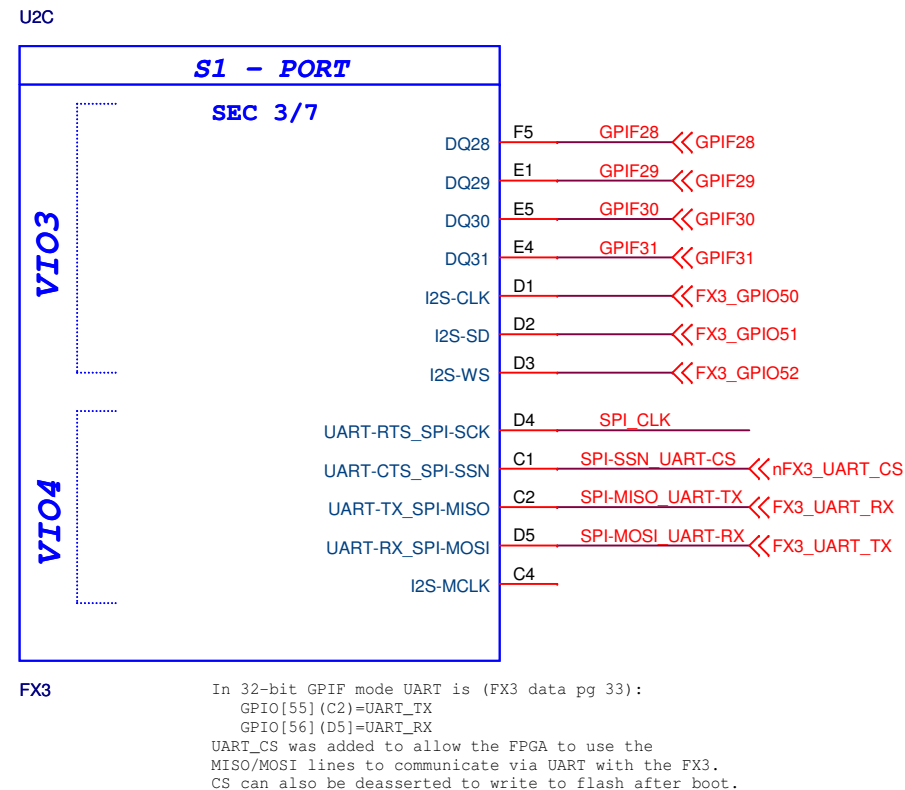 U2C
S1 - PORT
SEC 3/7
VIO3
DQ28 F5 GPIF28 GPIF28
DQ29 E1 GPIF29 GPIF29
DQ30 E5 GPIF30 GPIF30
DQ31 E4 GPIF31 GPIF31
I2S-CLK D1 FX3_GPIO50
I2S-SD D2 FX3_GPIO51
I2S-WS D3 FX3_GPIO52
VIO4
UART-RTS_SPI-SCK D4 SPI_CLK
UART-CTS_SPI-SSN C1 SPI-SSN_UART-CS nFX3_UART_CS
UART-TX_SPI-MISO C2 SPI-MISO_UART-TX FX3_UART_RX
UART-RX_SPI-MOSI D5 SPI-MOSI_UART-RX FX3_UART_TX
I2S-MCLK C4
FX3
In 32-bit GPIF mode UART is (FX3 data pg 33):
GPIO[55](C2)=UART_TX
GPIO[56](D5)=UART_RX
UART_CS was added to allow the FPGA to use the
MISO/MOSI lines to communicate via UART with the FX3.
CS can also be deasserted to write to flash after boot.